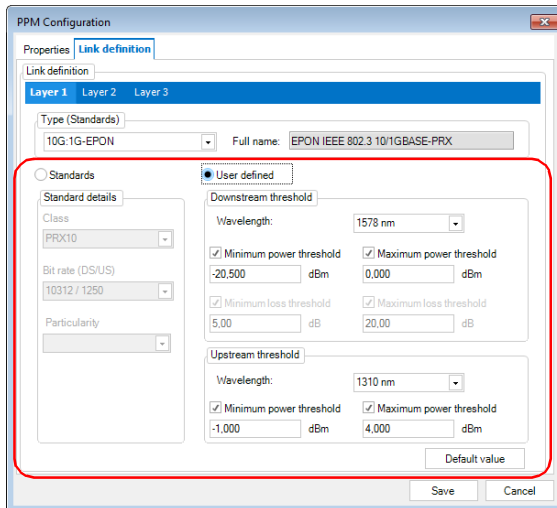 PPM Configuration
Properties Link definition
Link definition
Layer 1 Layer 2 Layer 3
Type (Standards)
10G:1G-EPON Full name: EPON IEEE 802.3 10/1GBASE-PRX
Standards User defined
Standard details
Class
PRX10
Bit rate (DS/US)
10312 / 1250
Particularity
Downstream threshold
Wavelength: 1578 nm
Minimum power threshold Maximum power threshold
-20,500 dBm 0,000 dBm
Minimum loss threshold Maximum loss threshold
5,00 dB 20,00 dB
Upstream threshold
Wavelength: 1310 nm
Minimum power threshold Maximum power threshold
-1,000 dBm 4,000 dBm
Default value
Save Cancel